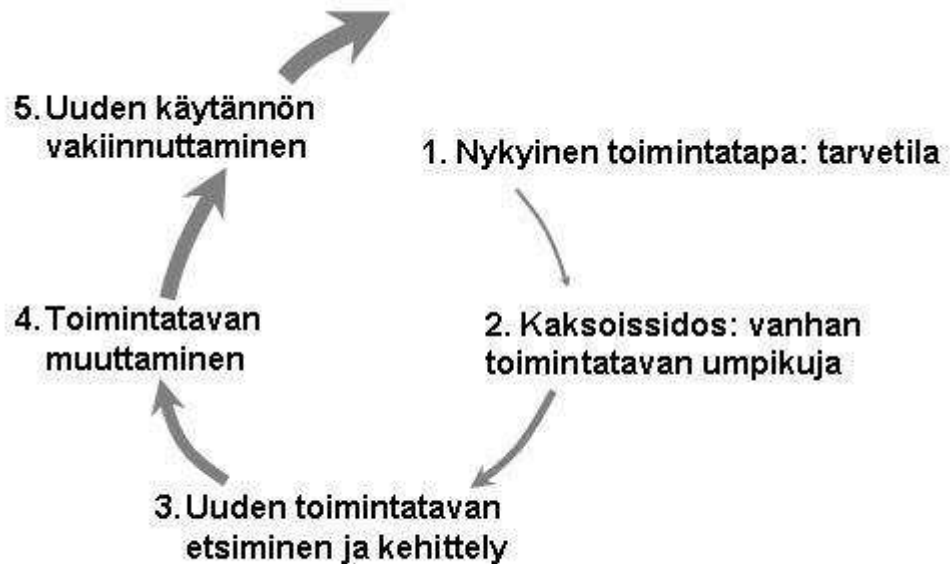 1. Nykyinen toimintatapa: tarvetila
2. Kaksoissidos: vanhan
toimintatavan umpikuja
3. Uuden toimintatavan
etsiminen ja kehittely
4. Toimintatavan
muuttaminen
5. Uuden käytännön
vakiinnuttaminen